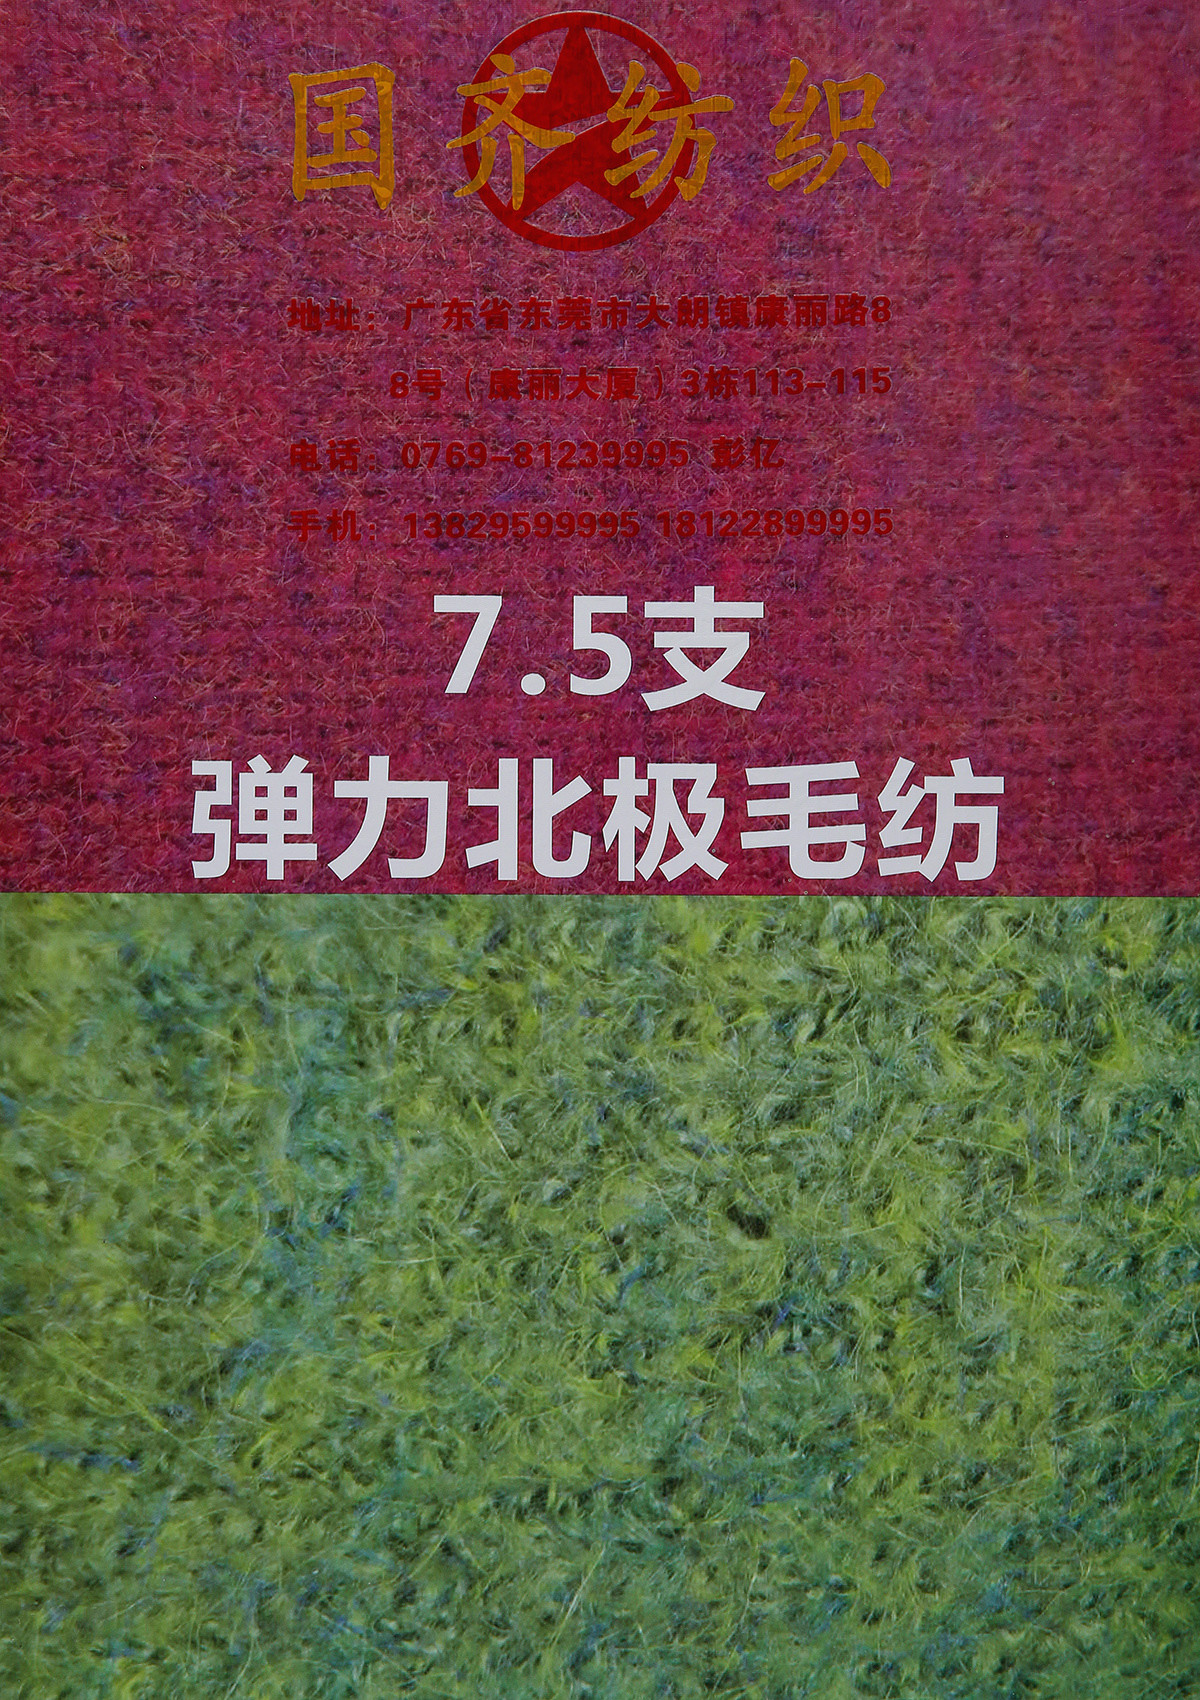 国齐纺织
地址：广东省东莞市大朗镇康丽路8
8号（康丽大厦）3栋113-115
电话：0769-81239995 彭亿
手机：13829599995 18122899995
7.5支
弹力北极毛纺